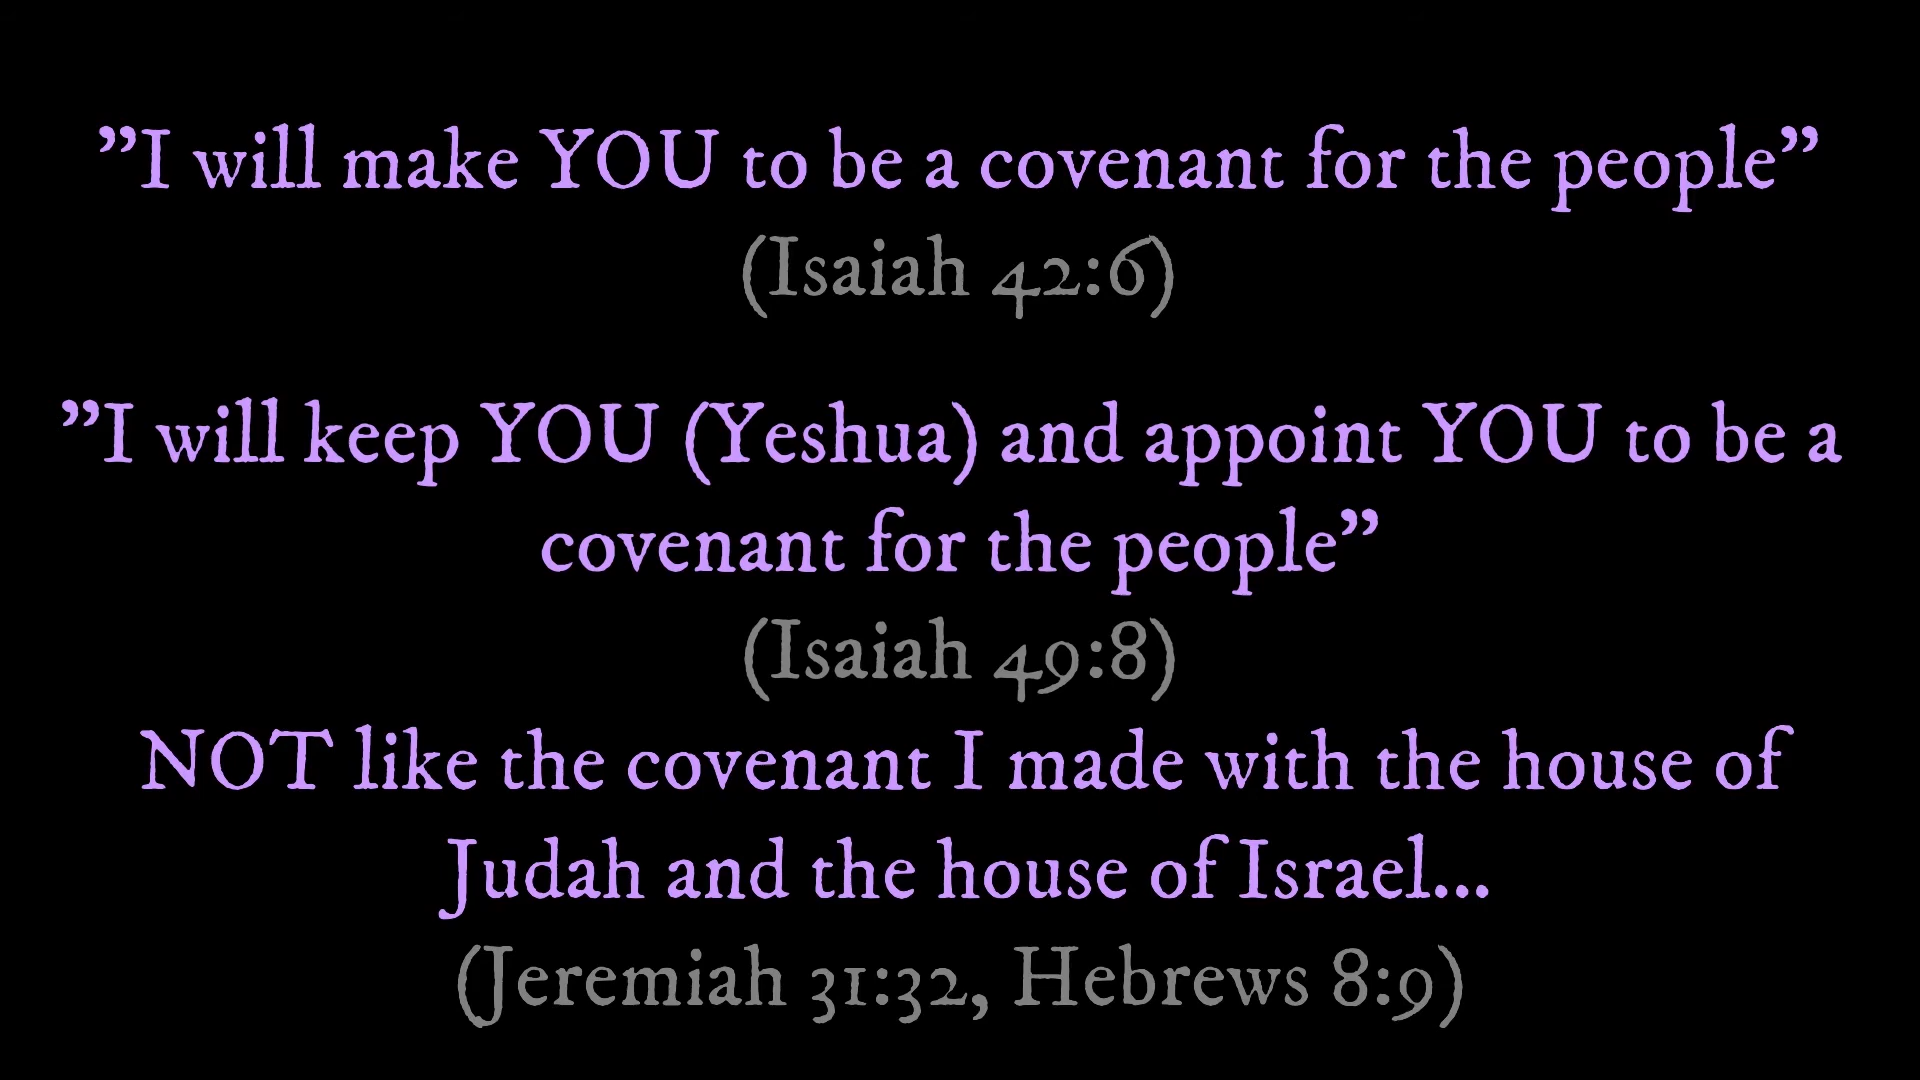 ”I will make YOU to be a covenant for the people”
(Isaiah 42:6)
”I will keep YOU (Yeshua) and appoint YOU to be a
covenant for the people”
(Isaiah 49:8)
NOT like the covenant I made with the house of
Judah and the house of Israel...
(Jeremiah 31:32, Hebrews 8:9)